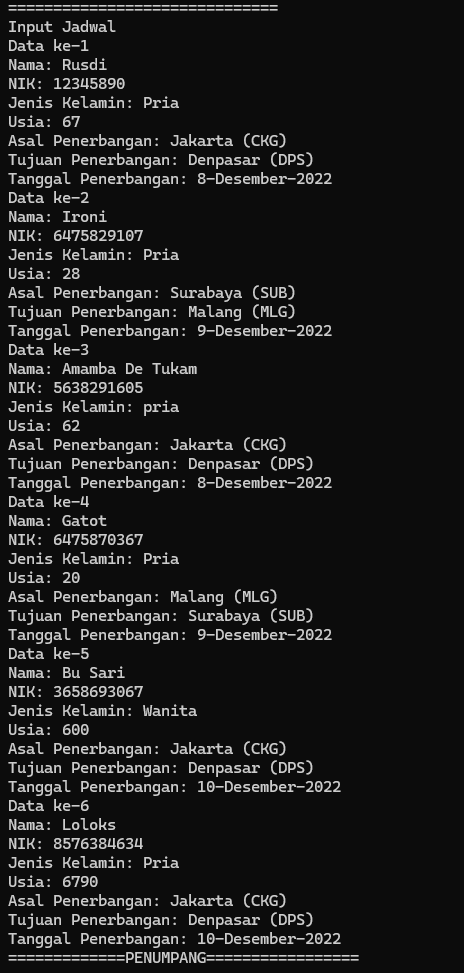 ==============================
Input Jadwal
Data ke-1
Nama: Rusdi
NIK: 12345890
Jenis Kelamin: Pria
Usia: 67
Asal Penerbangan: Jakarta (CKG)
Tujuan Penerbangan: Denpasar (DPS)
Tanggal Penerbangan: 8-Desember-2022
Data ke-2
Nama: Ironi
NIK: 6475829107
Jenis Kelamin: Pria
Usia: 28
Asal Penerbangan: Surabaya (SUB)
Tujuan Penerbangan: Malang (MLG)
Tanggal Penerbangan: 9-Desember-2022
Data ke-3
Nama: Amamba De Tukam
NIK: 5638291605
Jenis Kelamin: pria
Usia: 62
Asal Penerbangan: Jakarta (CKG)
Tujuan Penerbangan: Denpasar (DPS)
Tanggal Penerbangan: 8-Desember-2022
Data ke-4
Nama: Gatot
NIK: 6475870367
Jenis Kelamin: Pria
Usia: 20
Asal Penerbangan: Malang (MLG)
Tujuan Penerbangan: Surabaya (SUB)
Tanggal Penerbangan: 9-Desember-2022
Data ke-5
Nama: Bu Sari
NIK: 3658693067
Jenis Kelamin: Wanita
Usia: 600
Asal Penerbangan: Jakarta (CKG)
Tujuan Penerbangan: Denpasar (DPS)
Tanggal Penerbangan: 10-Desember-2022
Data ke-6
Nama: Loloks
NIK: 8576384634
Jenis Kelamin: Pria
Usia: 6790
Asal Penerbangan: Jakarta (CKG)
Tujuan Penerbangan: Denpasar (DPS)
Tanggal Penerbangan: 10-Desember-2022
=============PENUMPANG=================